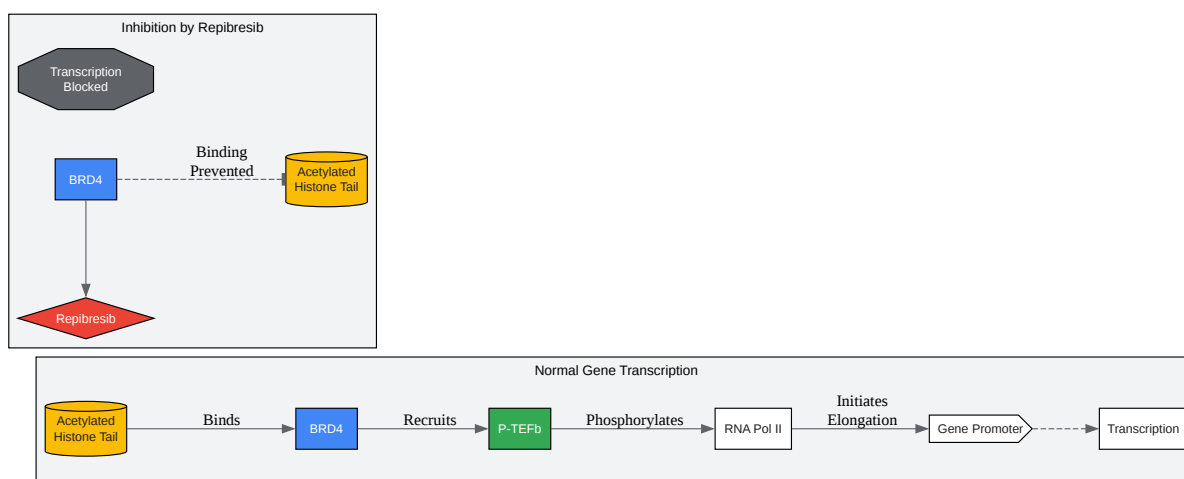 Inhibition by Repibresib
Transcription
Blocked
Binding
Prevented
BRD4
Acetylated
Histone Tail
Repibresib
Normal Gene Transcription
Acetylated
Histone Tail
Binds
BRD4
Recruits
P-TEFb
Phosphorylates
RNA Pol II
Initiates
Elongation
Gene Promoter
Transcription